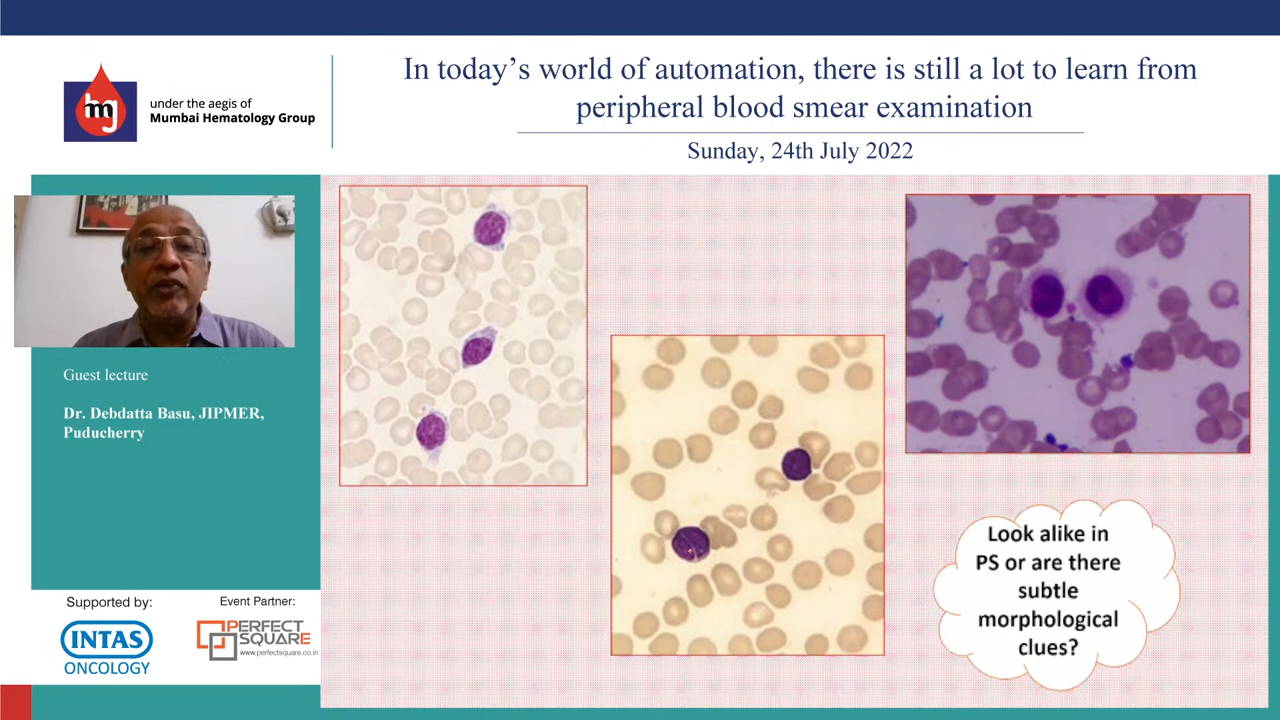 In today's world of automation, there is still a lot to learn from
peripheral blood smear examination
Sunday, 24th July 2022
mg
under the aegis of
Mumbai Hematology Group
Guest lecture
Dr. Debdatta Basu, JIPMER,
Puducherry
Look alike in
PS or are there
subtle
morphological
clues?
Supported by:
INTAS
ONCOLOGY
Event Partner:
PERFECT
SQUARE
www.perfectsquare.co.in